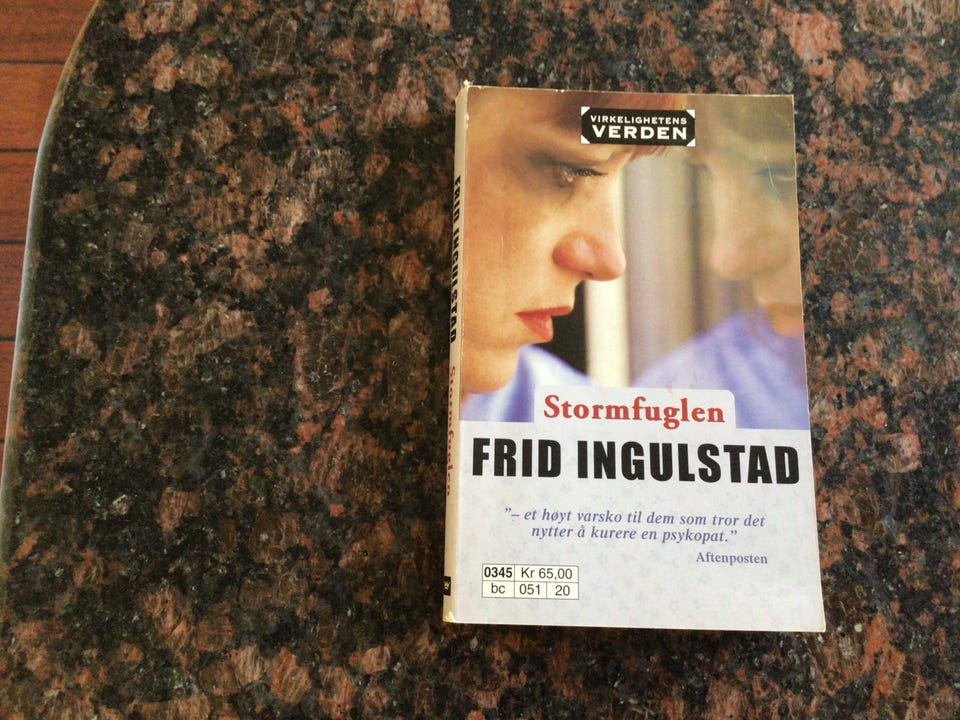 VIRKELIGHETENS
VERDEN
Stormfuglen
FRID INGULSTAD
"– et høyt varsko til dem som tror det
nytter å kurere en psykopat."
Aftenposten
0345 Kr 65,00
bc 051 20
FRID INGULSTAD Stormfuglen